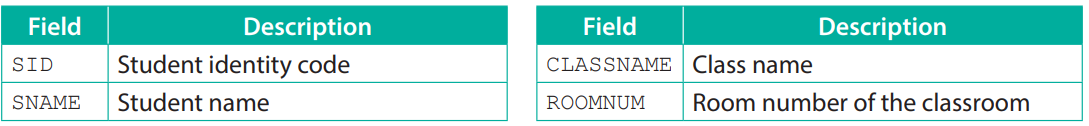 Field Description
SID Student identity code
SNAME Student name
Field Description
CLASSNAME Class name
ROOMNUM Room number of the classroom